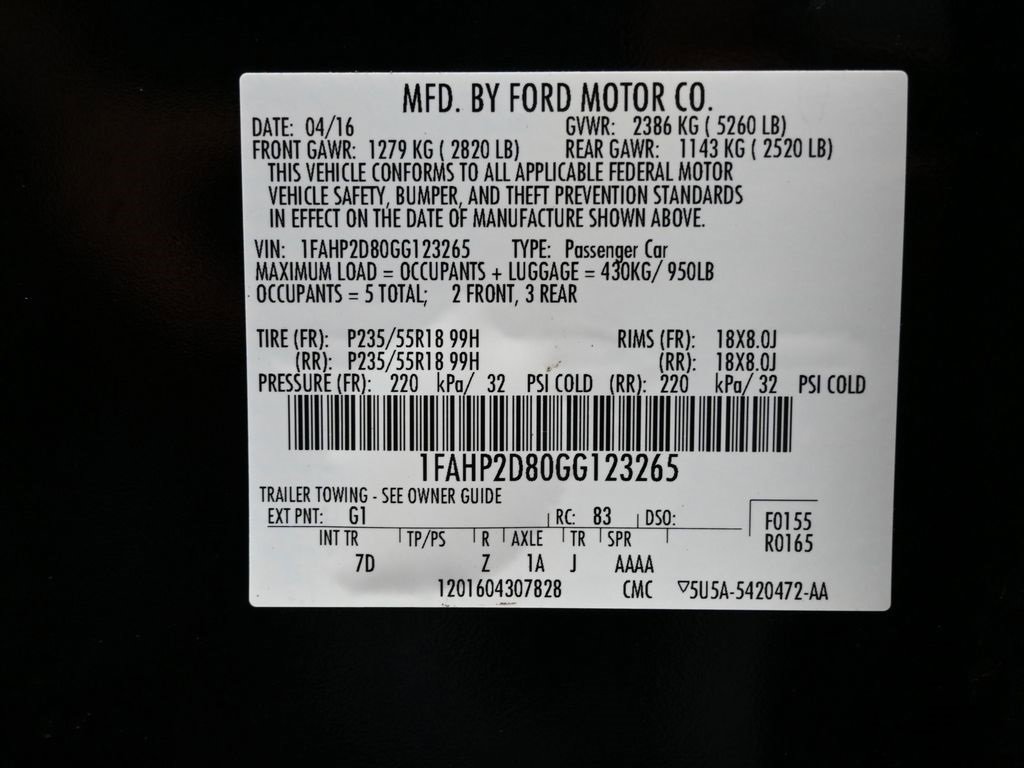 MFD. BY FORD MOTOR CO.
DATE: 04/16 GVWR: 2386 KG ( 5260 LB)
FRONT GAWR: 1279 KG ( 2820 LB) REAR GAWR: 1143 KG ( 2520 LB)
THIS VEHICLE CONFORMS TO ALL APPLICABLE FEDERAL MOTOR
VEHICLE SAFETY, BUMPER, AND THEFT PREVENTION STANDARDS
IN EFFECT ON THE DATE OF MANUFACTURE SHOWN ABOVE.
VIN: 1FAHP2D80GG123265 TYPE: Passenger Car
MAXIMUM LOAD = OCCUPANTS + LUGGAGE = 430KG/ 950LB
OCCUPANTS = 5 TOTAL; 2 FRONT, 3 REAR
TIRE (FR): P235/55R18 99H RIMS (FR): 18X8.0J
(RR): P235/55R18 99H (RR): 18X8.0J
PRESSURE (FR): 220 kPa/ 32 PSI COLD (RR): 220 kPa/ 32 PSI COLD
1FAHP2D80GG123265
TRAILER TOWING - SEE OWNER GUIDE
EXT PNT: G1 RC: 83 DSO: F0155
INT TR TP/PS R AXLE TR SPR R0165
7D Z 1A J AAAA
1201604307828 CMC ▽5U5A-5420472-AA